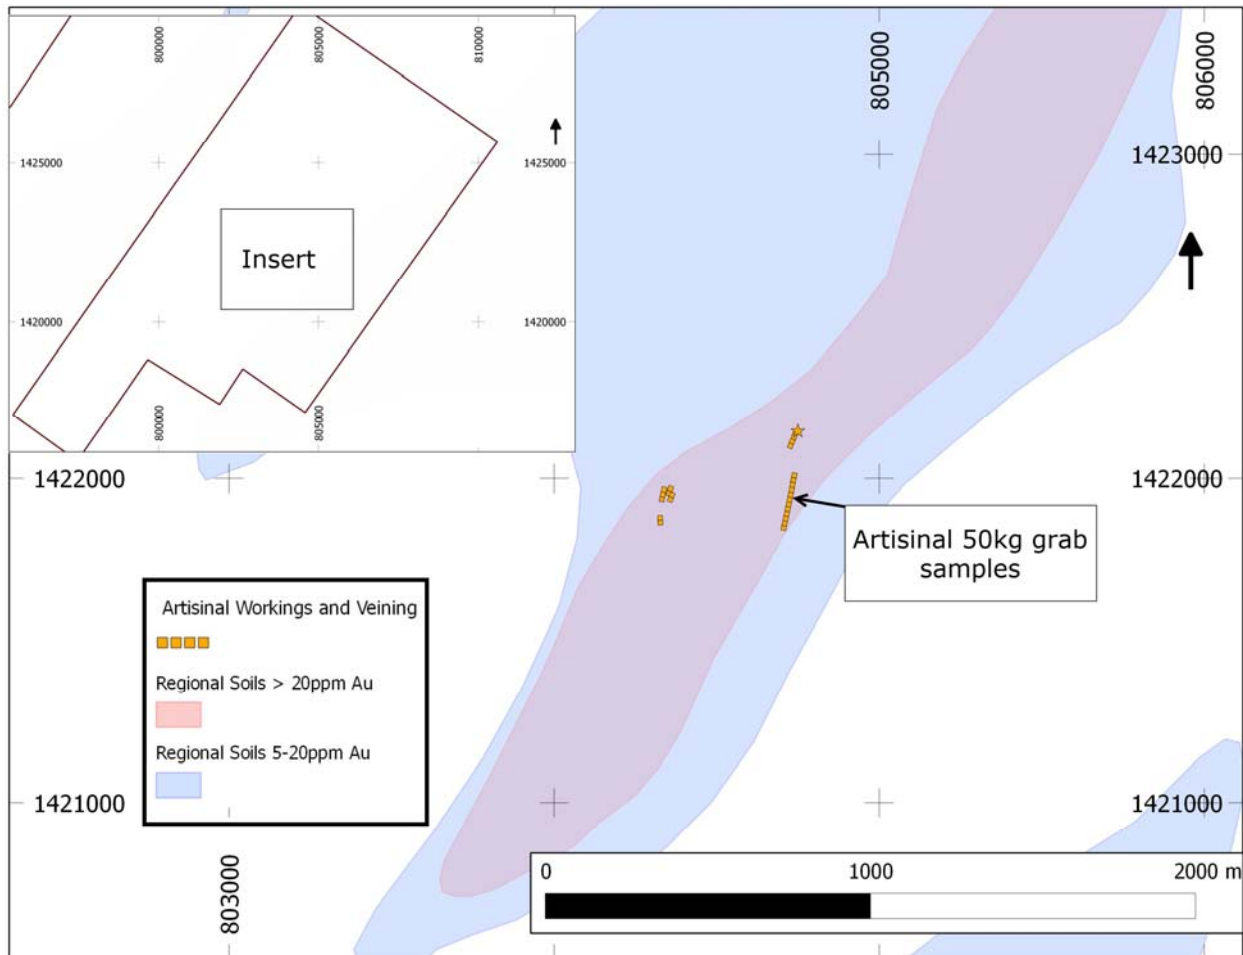 800000
805000
810000
1425000
1425000
Insert
1420000
1420000
800000
805000
805000
806000
1423000
1423000
1422000
1422000
Artisinal 50kg grab
samples
Artisinal Workings and Veining
Regional Soils > 20ppm Au
Regional Soils 5-20ppm Au
1421000
1421000
803000
0
1000
2000 m